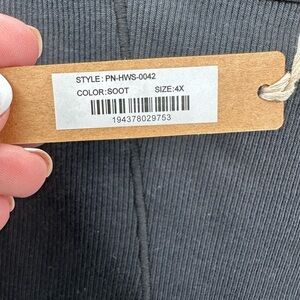 STYLE: PN-HWS-0042
COLOR:SOOT SIZE:4X
194378029753